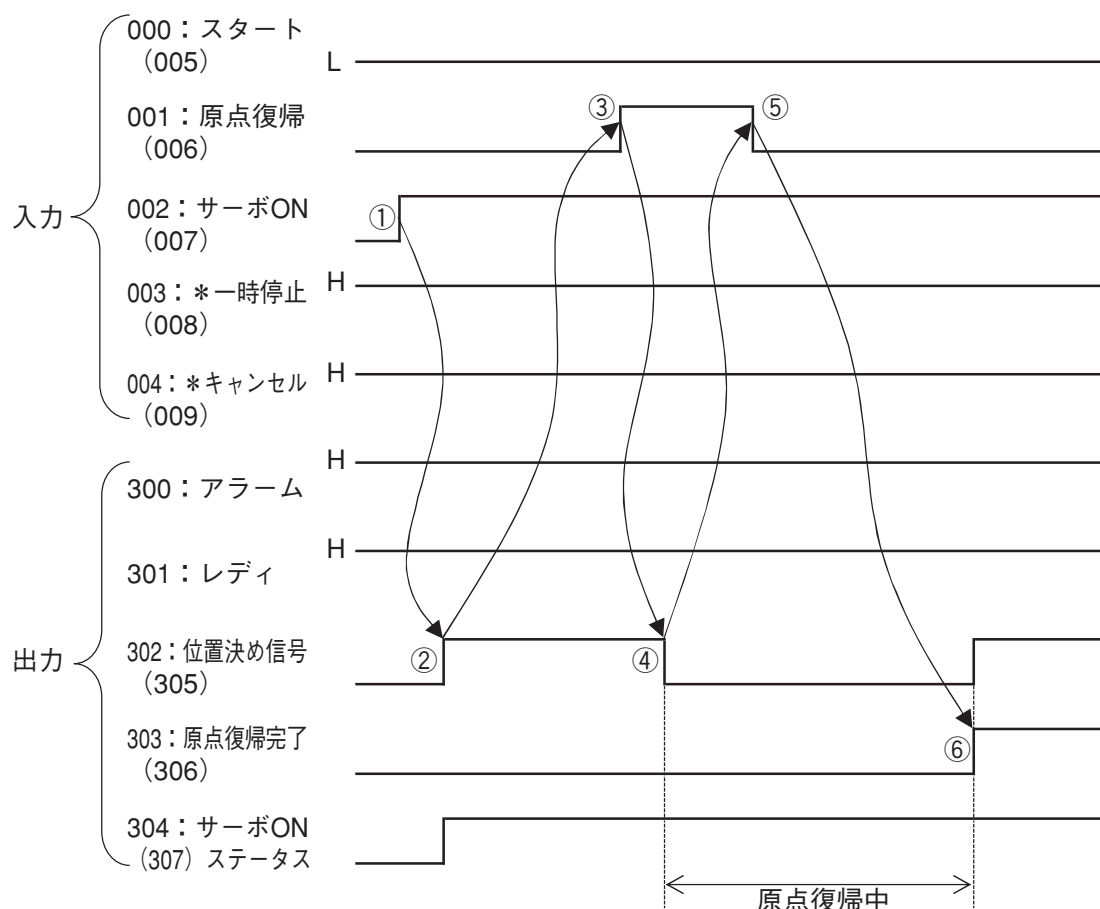 000：スタート
（005）
L
001：原点復帰
（006）
③
⑤
入力
002：サーボON
（007）
①
003：＊一時停止
（008）
H
004：＊キャンセル
（009）
H
300：アラーム
H
301：レディ
H
出力
302：位置決め信号
（305）
②
④
303：原点復帰完了
（306）
⑥
304：サーボON
（307）ステータス
原点復帰中